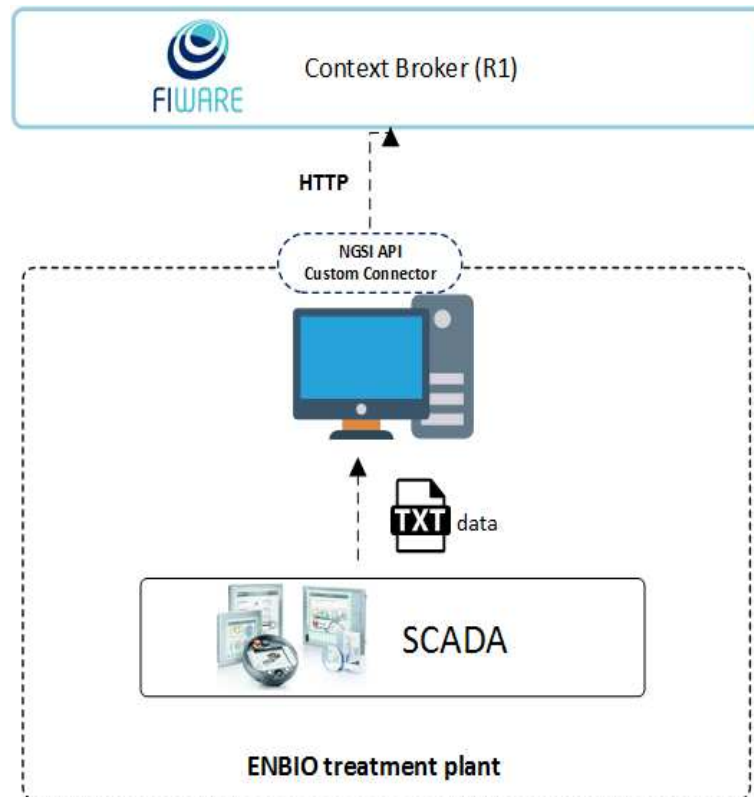 Context Broker (R1)
FIWARE
HTTP
NGSI API
Custom Connector
TXT data
SCADA
ENBIO treatment plant